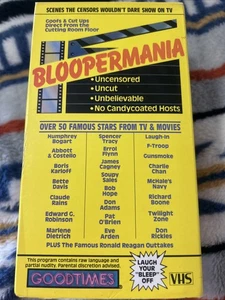 SCENES THE CENSORS WOULDN'T DARE SHOW ON TV
Goofs & Cut Ups
Direct From the
Cutting Room Floor
BLOOPERMANIA
•Uncensored
•Uncut
•Unbelievable
•No Candycoated Hosts
OVER 50 FAMOUS STARS FROM TV & MOVIES
Humphrey
Bogart
Abbott
& Costello
Boris
Karloff
Bette
Davis
Claude
Rains
Edward G.
Robinson
Marlene
Dietrich
Spencer
Tracy
Errol
Flynn
James
Cagney
Soupy
Sales
Bob
Hope
Don
Adams
Pat
O'Brien
Eve
Arden
Laugh-In
F-Troop
Gunsmoke
Charlie
Chan
McHale's
Navy
Richard
Boone
Twilight
Zone
Don
Rickles
PLUS The Famous Ronald Reagan Outtakes
This program contains raw language and
partial nudity. Parental discretion advised.
GOODTIMES
LAUGH
YOUR
"BLEEP"
OFF
VHS